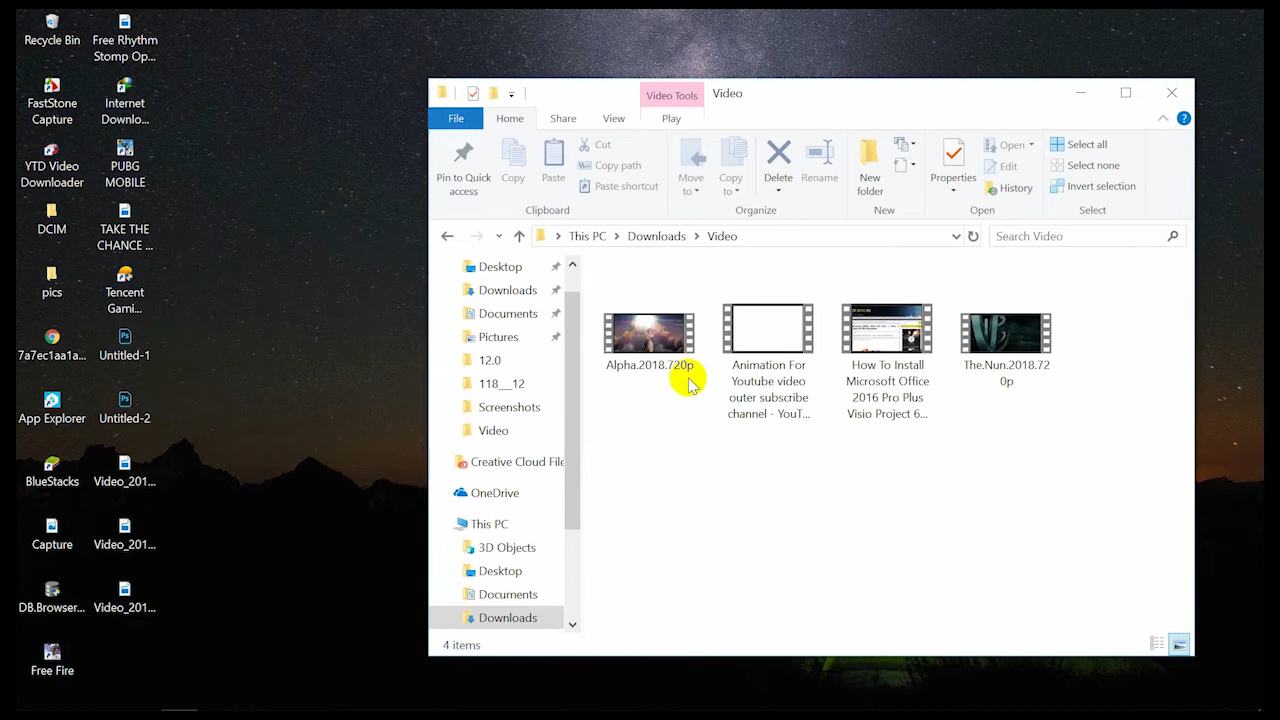 Recycle Bin
Free Rhythm
Stomp Op...
FastStone
Capture
Internet
Downlo...
YTD Video
Downloader
PUBG
MOBILE
DCIM
TAKE THE
CHANCE ...
pics
Tencent
Gami...
7a7ec1aa1a...
Untitled-1
App Explorer
Untitled-2
BlueStacks
Video_201...
Capture
Video_201...
DB.Browser...
Video_201...
Free Fire
Video Tools
Video
File
Home
Share
View
Play
Pin to Quick
access
Copy
Paste
Cut
Copy path
Paste shortcut
Clipboard
Move
to
Copy
to
Delete
Rename
Organize
New
folder
New
Properties
Open
Edit
History
Open
Select all
Select none
Invert selection
Select
This PC
Downloads
Video
Search Video
Desktop
Downloads
Documents
Pictures
12.0
118__12
Screenshots
Video
Creative Cloud File
OneDrive
This PC
3D Objects
Desktop
Documents
Downloads
Alpha.2018.720p
Animation For
Youtube video
outer subscribe
channel - YouT...
How To Install
Microsoft Office
2016 Pro Plus
Visio Project 6...
The.Nun.2018.72
0p
4 items